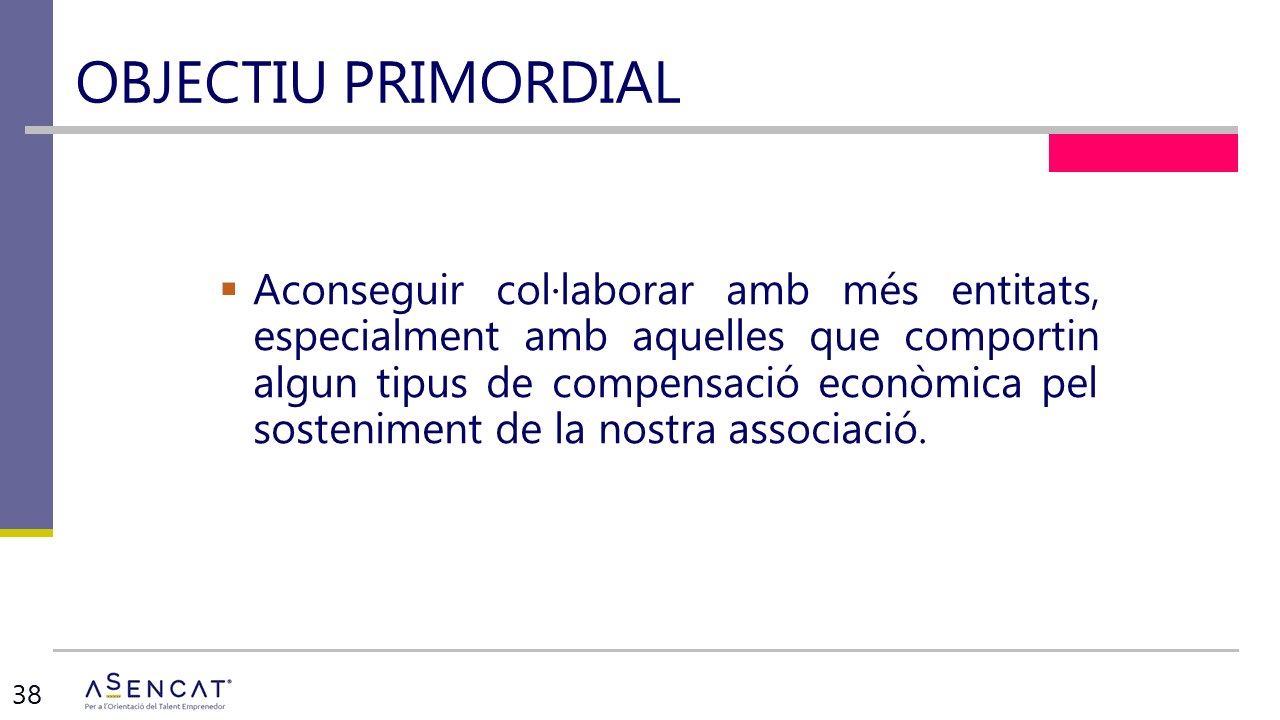 OBJECTIU PRIMORDIAL
Aconseguir col·laborar amb més entitats,
especialment amb aquelles que comportin
algun tipus de compensació econòmica pel
sosteniment de la nostra associació.
38
ASENCAT®
Per a l'Orientació del Talent Emprenedor